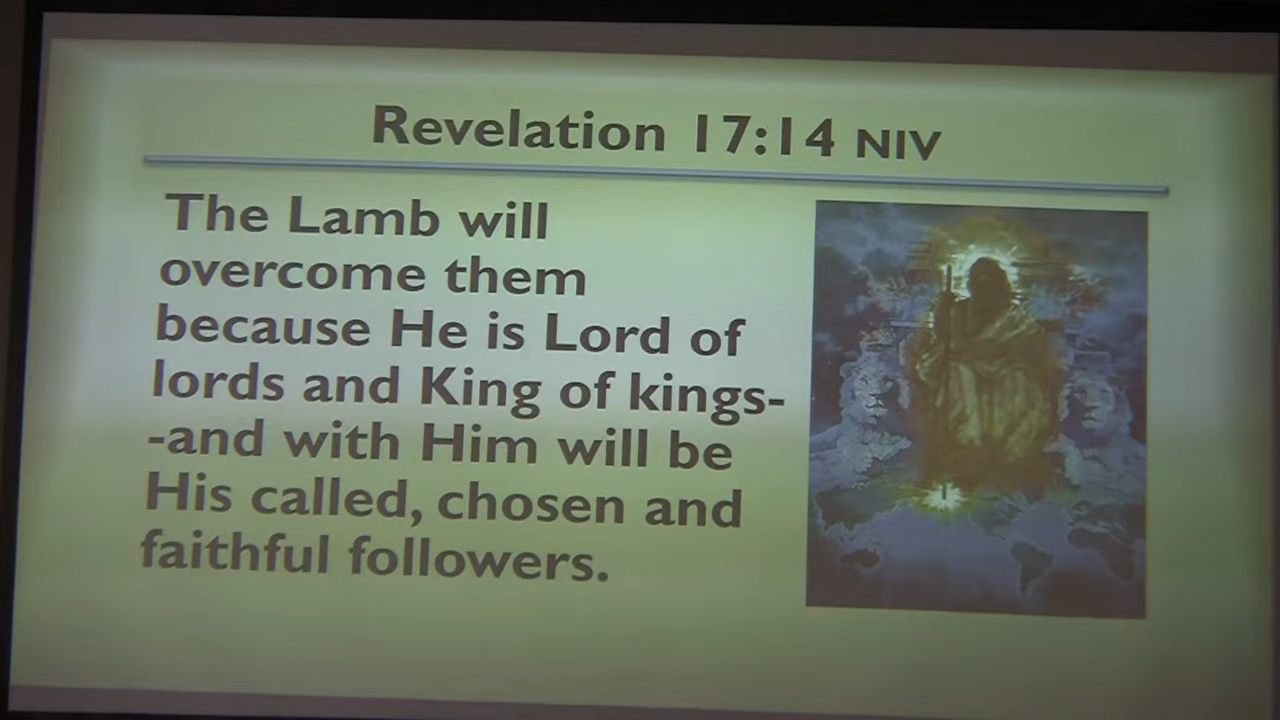 Revelation 17:14 NIV
The Lamb will
overcome them
because He is Lord of
lords and King of kings-
-and with Him will be
His called, chosen and
faithful followers.